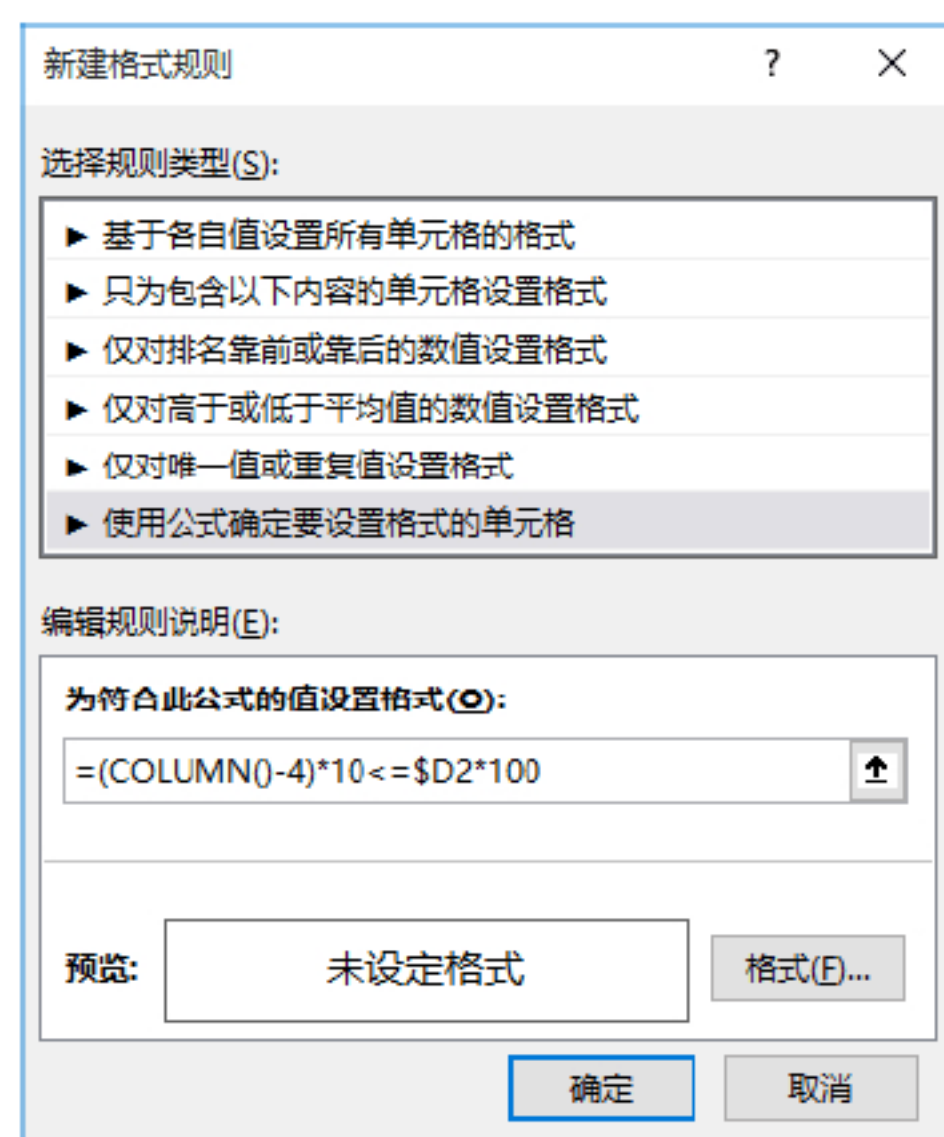 新建格式规则 ? ×
选择规则类型(S):
► 基于各自值设置所有单元格的格式
► 只为包含以下内容的单元格设置格式
► 仅对排名靠前或靠后的数值设置格式
► 仅对高于或低于平均值的数值设置格式
► 仅对唯一值或重复值设置格式
► 使用公式确定要设置格式的单元格
编辑规则说明(E):
为符合此公式的值设置格式(O):
=(COLUMN()-4)*10<=$D2*100
预览: 未设定格式 格式(F)...
确定 取消